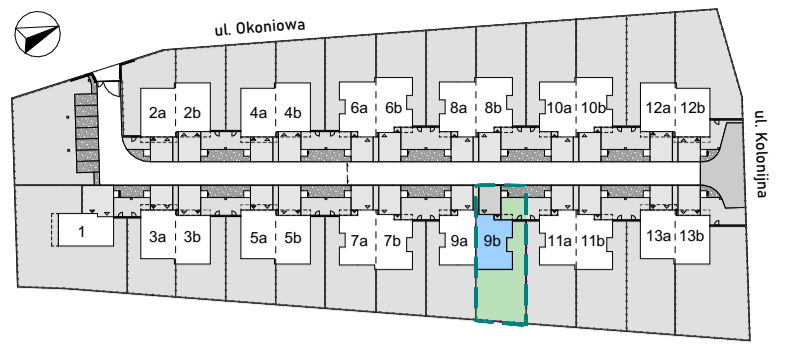 ul. Okoniowa
2a 2b 4a 4b 6a 6b 8a 8b 10a 10b 12a 12b
ul. Kolonijna
1 3a 3b 5a 5b 7a 7b 9a 9b 11a 11b 13a 13b